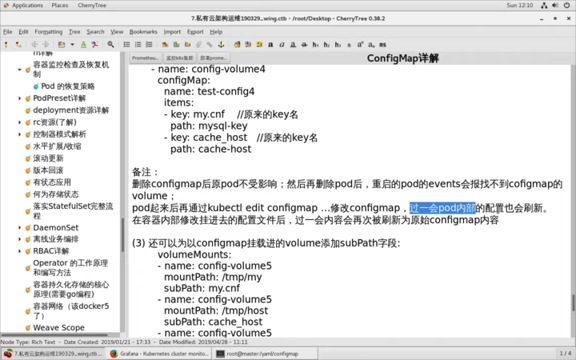 Applications Places CherryTree Sun 12:10
7.私有云架构运维190329..wing.ctb - /root/Desktop - CherryTree 0.38.2
File Edit Formatting Tree Search View Bookmarks Import Export Help
ConfigMap详解
容器监控检查及恢复机制
Pod 的恢复策略
PodPreset详解
deployment资源详解
rc资源(了解)
控制器模式解析
水平扩展/收缩
滚动更新
版本回滚
有状态应用
何为存储状态
落实StatefulSet完整流程
DaemonSet
离线业务编排
RBAC详解
Operator 的工作原理和编写方法
容器持久化存储的核心原理(需要go编程)
容器网络（该docker5了）
Weave Scope
- name: config-volume4
configMap:
name: test-config4
items:
- key: my.cnf //原来的key名
path: mysql-key
- key: cache_host //原来的key名
path: cache-host
备注：
删除configmap后原pod不受影响；然后再删除pod后，重启的pod的events会报找不到cofigmap的
volume；
pod起来后再通过kubectl edit configmap ...修改configmap，过一会pod内部的配置也会刷新。
在容器内部修改挂进去的配置文件后，过一会内容会再次被刷新为原始configmap内容
(3) 还可以为以configmap挂载进的volume添加subPath字段:
volumeMounts:
- name: config-volume5
mountPath: /tmp/my
subPath: my.cnf
- name: config-volume5
mountPath: /tmp/host
subPath: cache_host
- name: config-volume5
Node Type: Rich Text - Date Created: 2019/01/21 - 17:33 - Date Modified: 2019/04/28 - 11:11
7.私有云架构运维190329..wing.ctb
Grafana - Kubernetes cluster monito...
root@master:/yaml/configmap
1 / 4